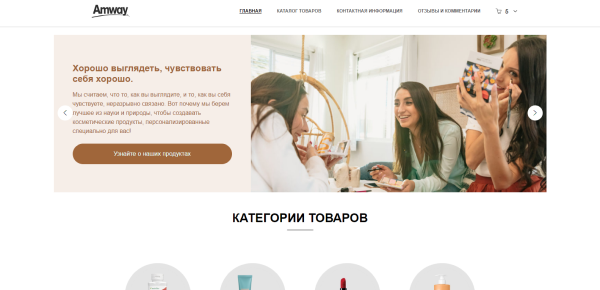 Amway
ГЛАВНАЯ
КАТАЛОГ ТОВАРОВ
КОНТАКТНАЯ ИНФОРМАЦИЯ
ОТЗЫВЫ И КОММЕНТАРИИ
5
Хорошо выглядеть, чувствовать
себя хорошо.
Мы считаем, что то, как вы выглядите, и то, как вы себя
чувствуете, неразрывно связано. Вот почему мы берем
лучшее из науки и природы, чтобы создавать
косметические продукты, персонализированные
специально для вас!
Узнайте о наших продуктах
КАТЕГОРИИ ТОВАРОВ